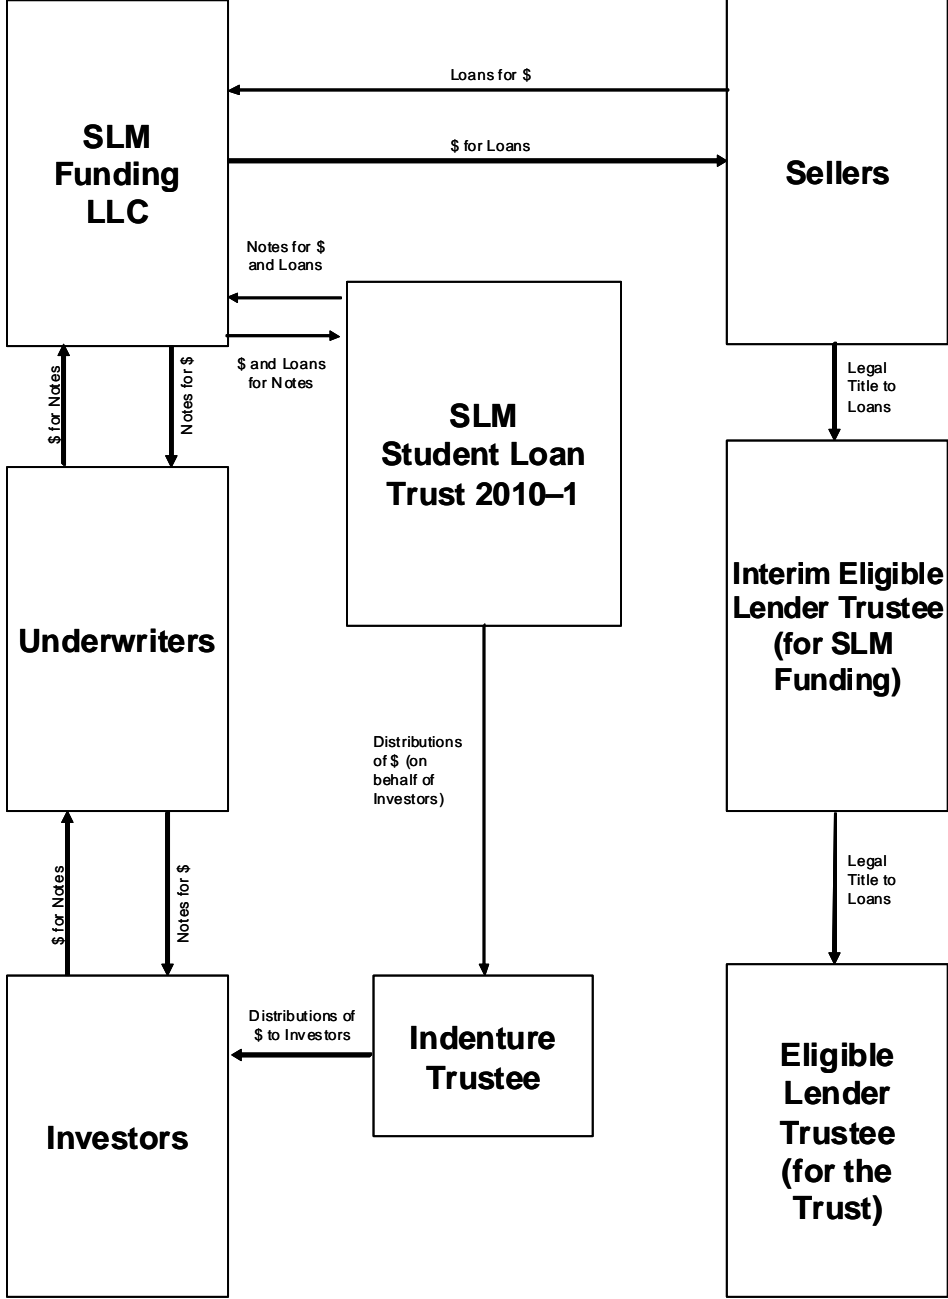 Loans for $
$ for Loans
SLM
Funding
LLC
Sellers
Notes for $
and Loans
$ and Loans
for Notes
$ for Notes
Notes for $
Legal
Title to
Loans
SLM
Student Loan
Trust 2010–1
Underwriters
Interim Eligible
Lender Trustee
(for SLM
Funding)
Distributions
of $ (on
behalf of
Investors)
$ for Notes
Notes for $
Legal
Title to
Loans
Distributions of
$ to Investors
Indenture
Trustee
Investors
Eligible
Lender
Trustee
(for the
Trust)